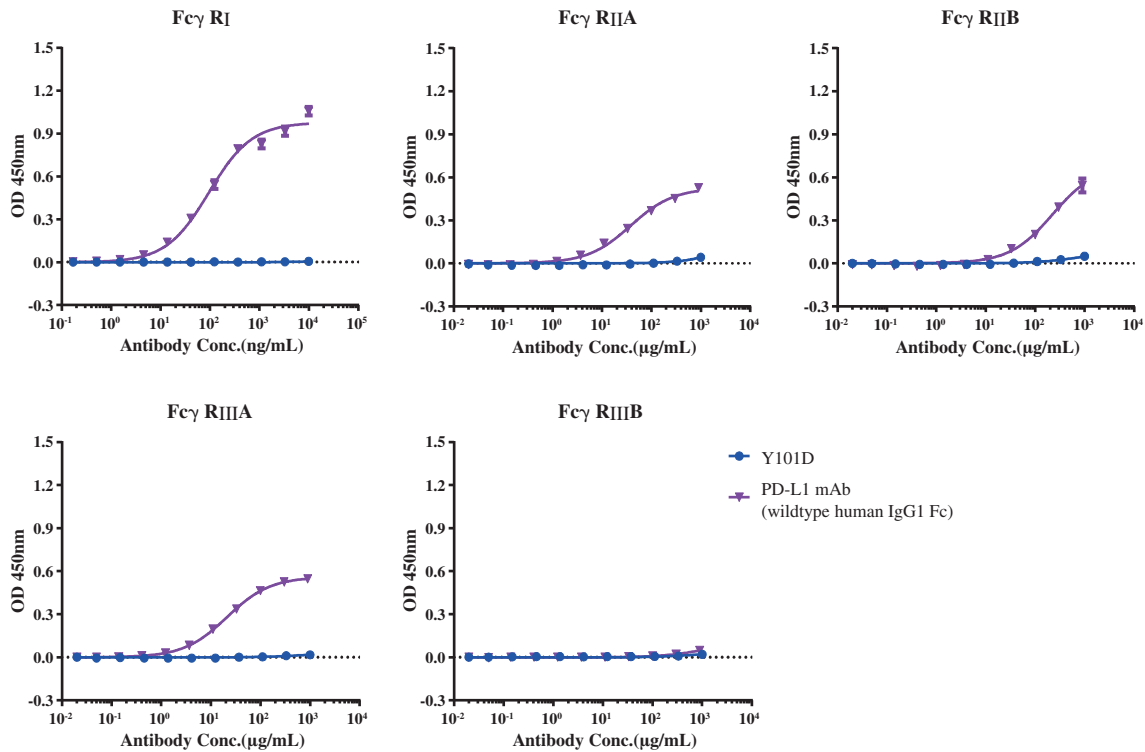 Fcγ RI
Fcγ RIIA
Fcγ RIIB
1.5
1.2
0.9
0.6
0.3
0.0
-0.3
OD 450nm
10⁻¹ 10⁰ 10¹ 10² 10³ 10⁴ 10⁵
Antibody Conc.(ng/mL)
1.5
1.2
0.9
0.6
0.3
0.0
-0.3
OD 450nm
10⁻² 10⁻¹ 10⁰ 10¹ 10² 10³ 10⁴
Antibody Conc.(µg/mL)
1.5
1.2
0.9
0.6
0.3
0.0
-0.3
OD 450nm
10⁻² 10⁻¹ 10⁰ 10¹ 10² 10³ 10⁴
Antibody Conc.(µg/mL)
Fcγ RIIIA
Fcγ RIIIB
1.5
1.2
0.9
0.6
0.3
0.0
-0.3
OD 450nm
10⁻² 10⁻¹ 10⁰ 10¹ 10² 10³ 10⁴
Antibody Conc.(µg/mL)
1.5
1.2
0.9
0.6
0.3
0.0
-0.3
OD 450nm
10⁻² 10⁻¹ 10⁰ 10¹ 10² 10³ 10⁴
Antibody Conc.(µg/mL)
Y101D
PD-L1 mAb
(wildtype human IgG1 Fc)